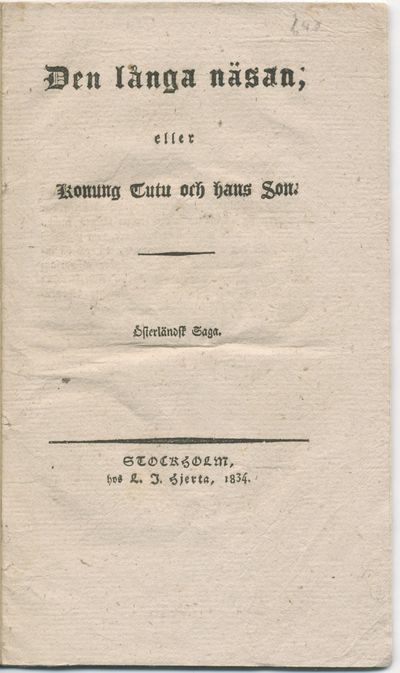 Den långa näsan;
eller
Konung Tutu och hans Son.
Österländsk Saga.
STOCKHOLM,
hos L. J. Hjerta, 1834.